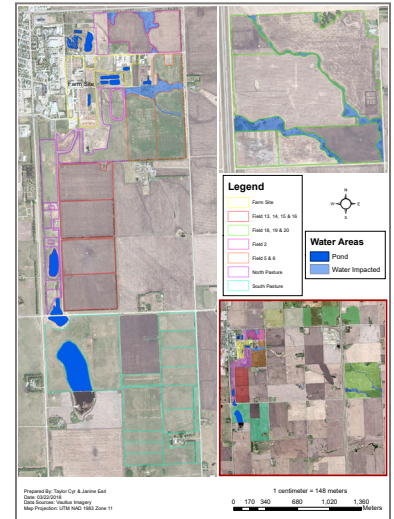 Farm Site
Legend
Farm Site
Field 13, 14, 15 & 16
Field 18, 19 & 20
Field 2
Field 5 & 6
North Pasture
South Pasture
N
W
E
S
Water Areas
Pond
Water Impacted
Prepared By: Taylor Cyr & Janine Earl
Date: 03/22/2018
Data Sources: Valtus Imagery
Map Projection: UTM NAD 1983 Zone 11
1 centimeter = 148 meters
0 170 340 680 1,020 1,360
Meters